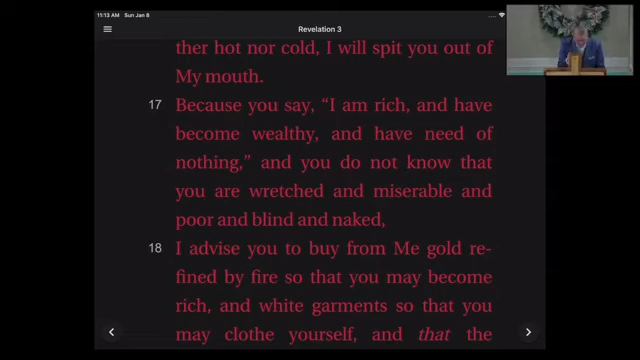 11:13 AM Sun Jan 8
Revelation 3
ther hot nor cold, I will spit you out of
My mouth.
17 Because you say, “I am rich, and have
become wealthy, and have need of
nothing,” and you do not know that
you are wretched and miserable and
poor and blind and naked,
18 I advise you to buy from Me gold re-
fined by fire so that you may become
rich, and white garments so that you
may clothe yourself, and that the